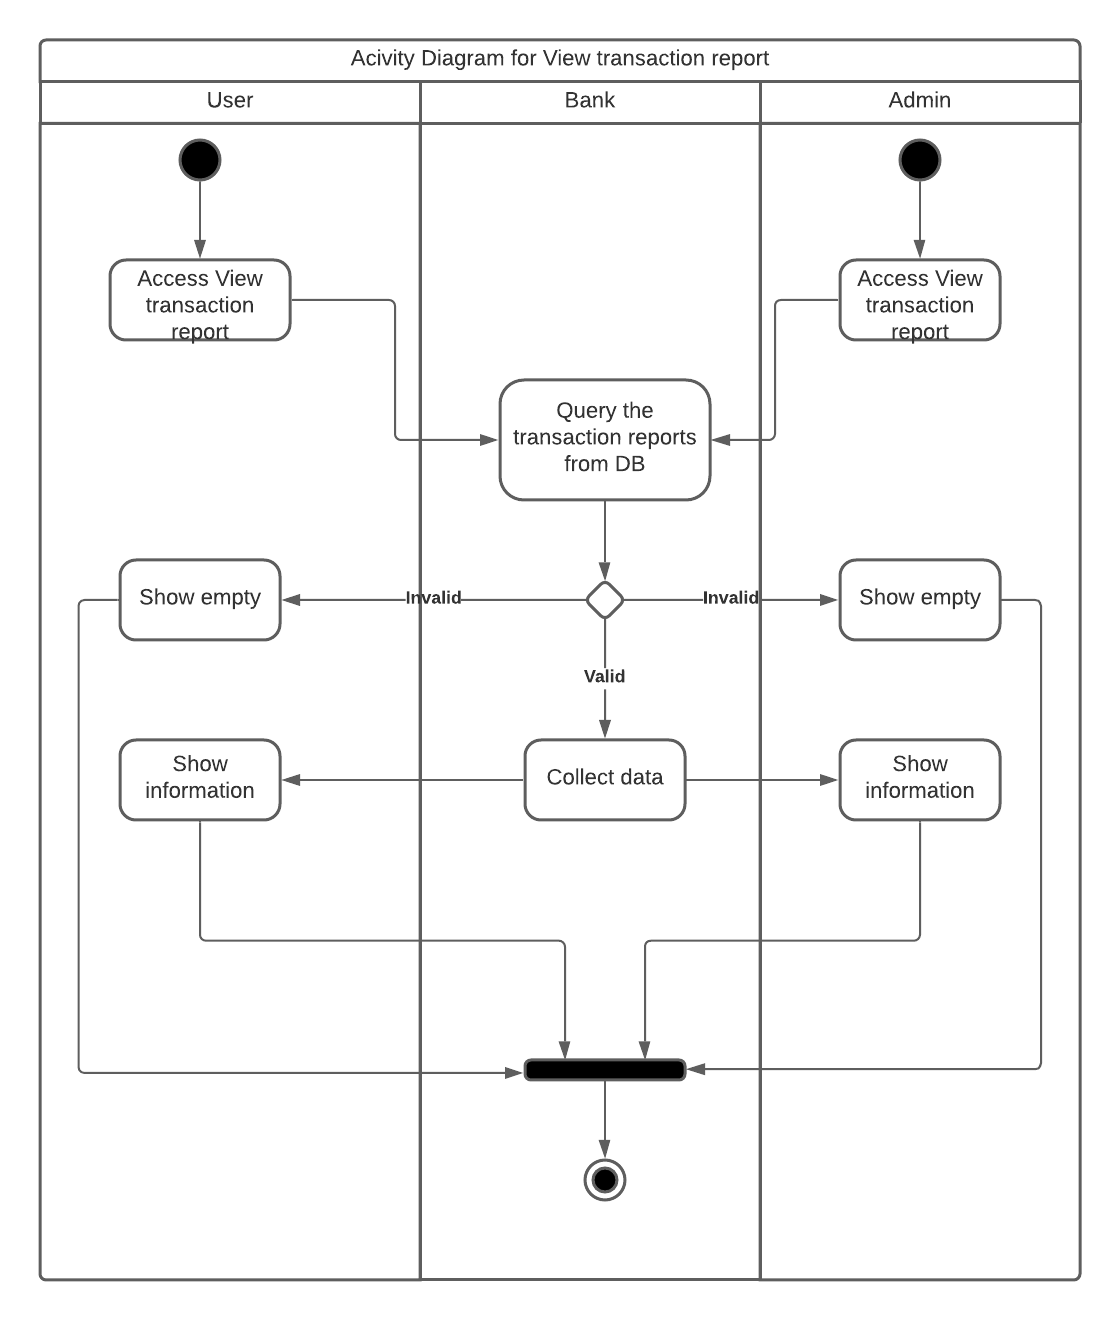 Acivity Diagram for View transaction report
User
Bank
Admin
Access View
transaction
report
Access View
transaction
report
Query the
transaction reports
from DB
Show empty
Invalid
Invalid
Show empty
Valid
Show
information
Collect data
Show
information